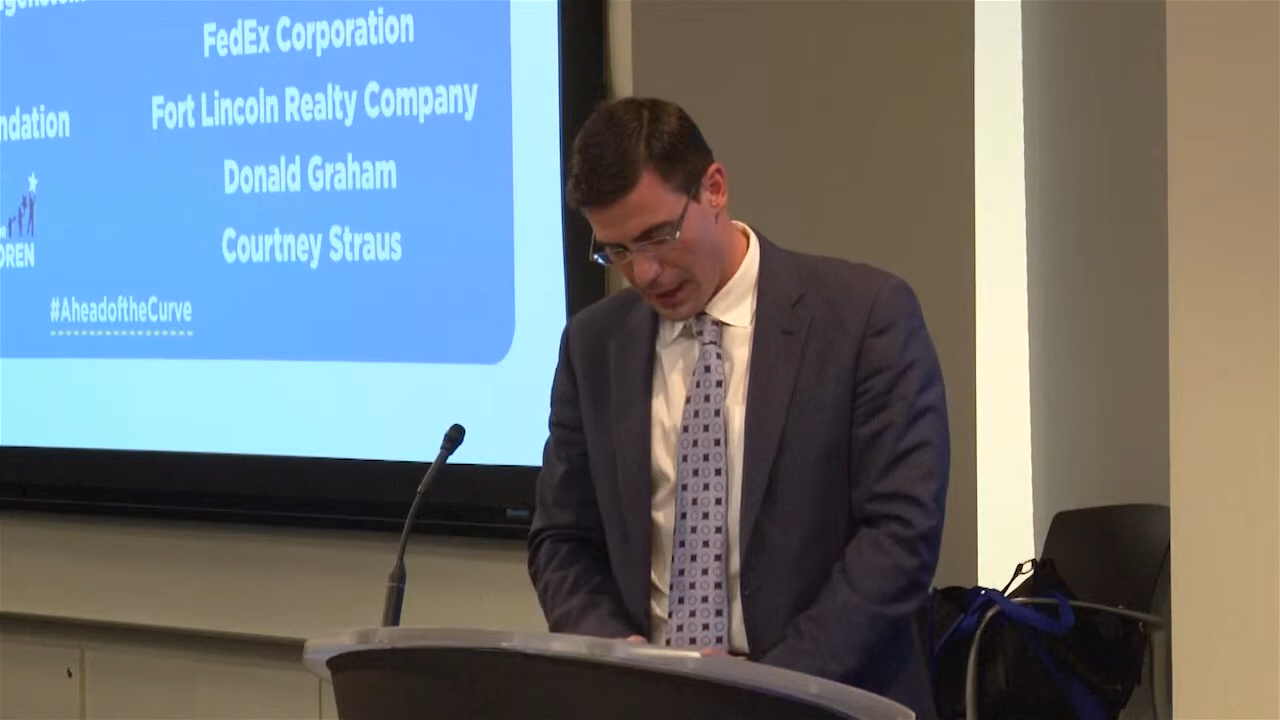 FedEx Corporation
Fort Lincoln Realty Company
ndation
Donald Graham
DREN
Courtney Straus
#AheadoftheCurve